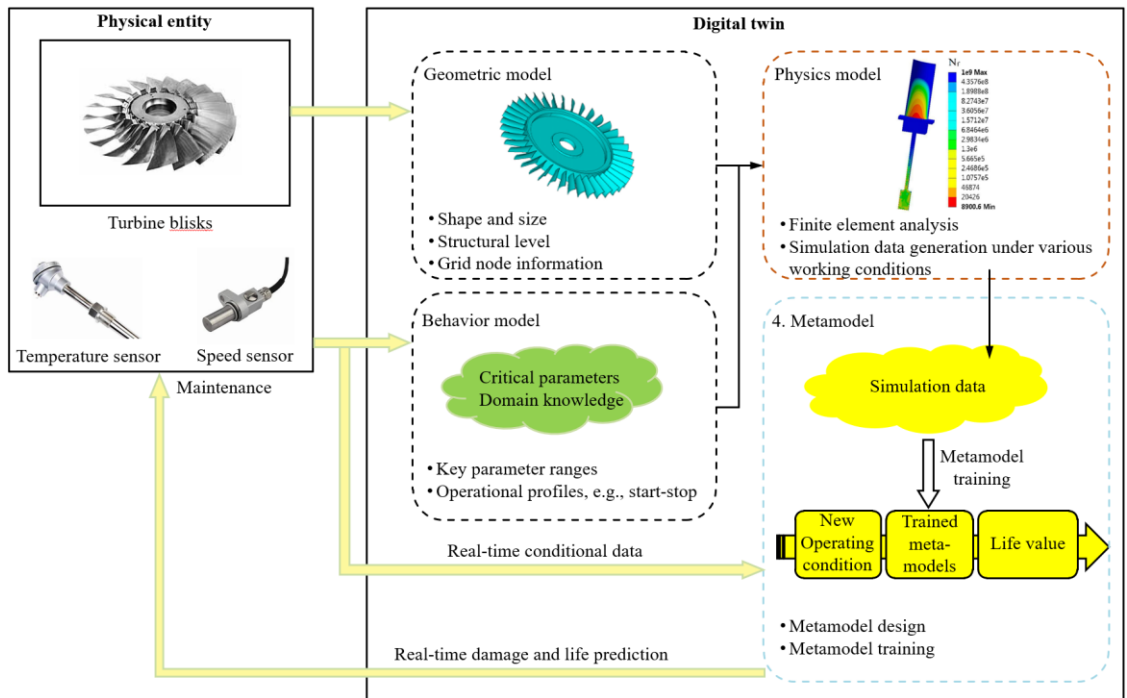 Physical entity
Turbine blisks
Temperature sensor
Speed sensor
Maintenance
Digital twin
Geometric model
• Shape and size
• Structural level
• Grid node information
Behavior model
Critical parameters
Domain knowledge
• Key parameter ranges
• Operational profiles, e.g., start-stop
Physics model
Nf
1e9 Max
4.3576e8
1.8988e8
8.2743e7
3.6056e7
1.5712e7
6.8464e6
2.9834e6
1.3e6
5.665e5
2.4686e5
1.0757e5
46874
20426
8900.6 Min
• Finite element analysis
• Simulation data generation under various
working conditions
4. Metamodel
Simulation data
Metamodel
training
New
Operating
condition
Trained
meta-
models
Life value
• Metamodel design
• Metamodel training
Real-time conditional data
Real-time damage and life prediction